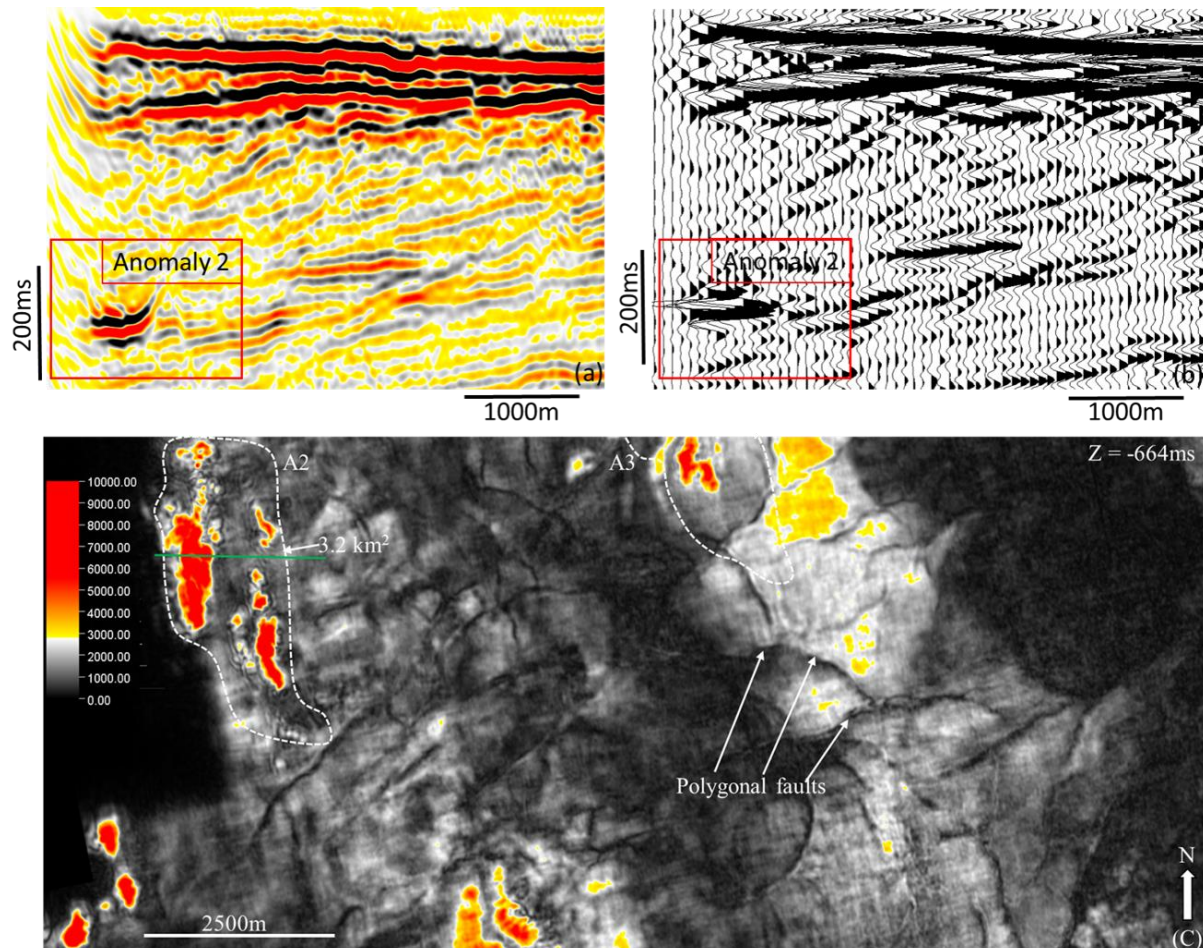 Anomaly 2
200ms
(a)
1000m
Anomaly 2
200ms
(b)
1000m
A2
A3
Z = -664ms
10000.00
9000.00
8000.00
7000.00
6000.00
5000.00
4000.00
3000.00
2000.00
1000.00
0.00
3.2 km²
Polygonal faults
2500m
N
(C)